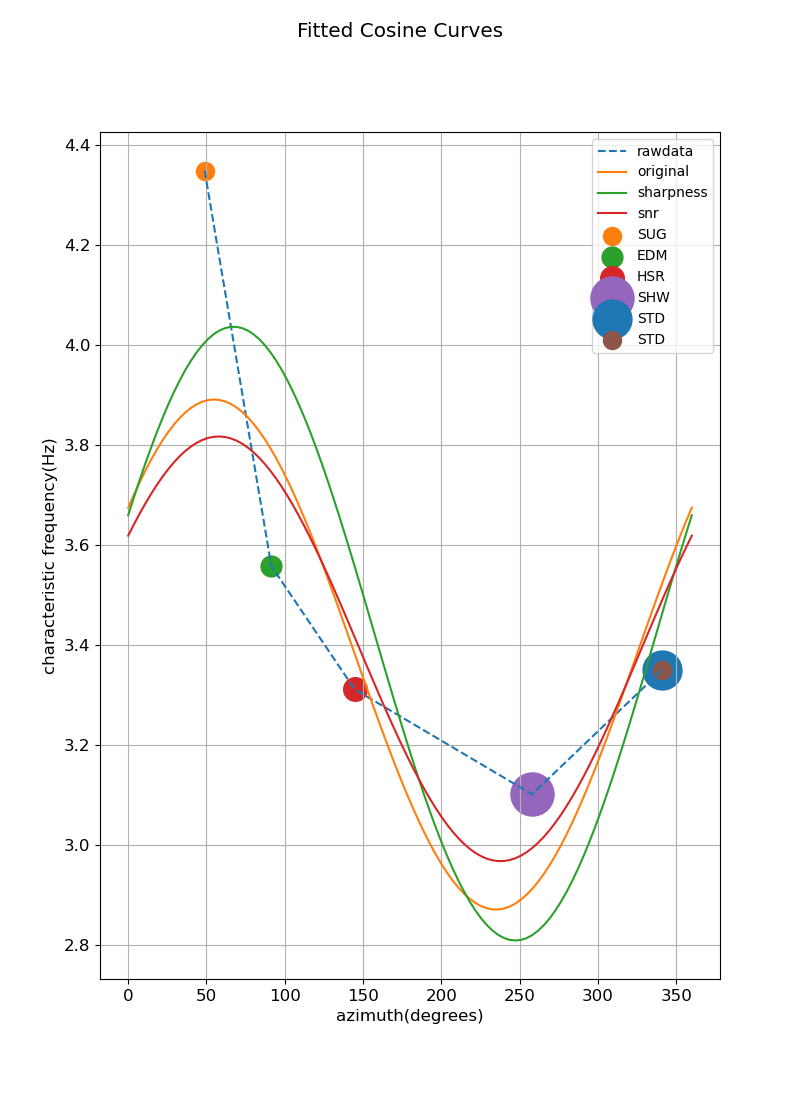 Fitted Cosine Curves
4.4
4.2
4.0
3.8
3.6
3.4
3.2
3.0
2.8
characteristic frequency(Hz)
rawdata
original
sharpness
snr
SUG
EDM
HSR
SHW
STD
STD
0 50 100 150 200 250 300 350
azimuth(degrees)